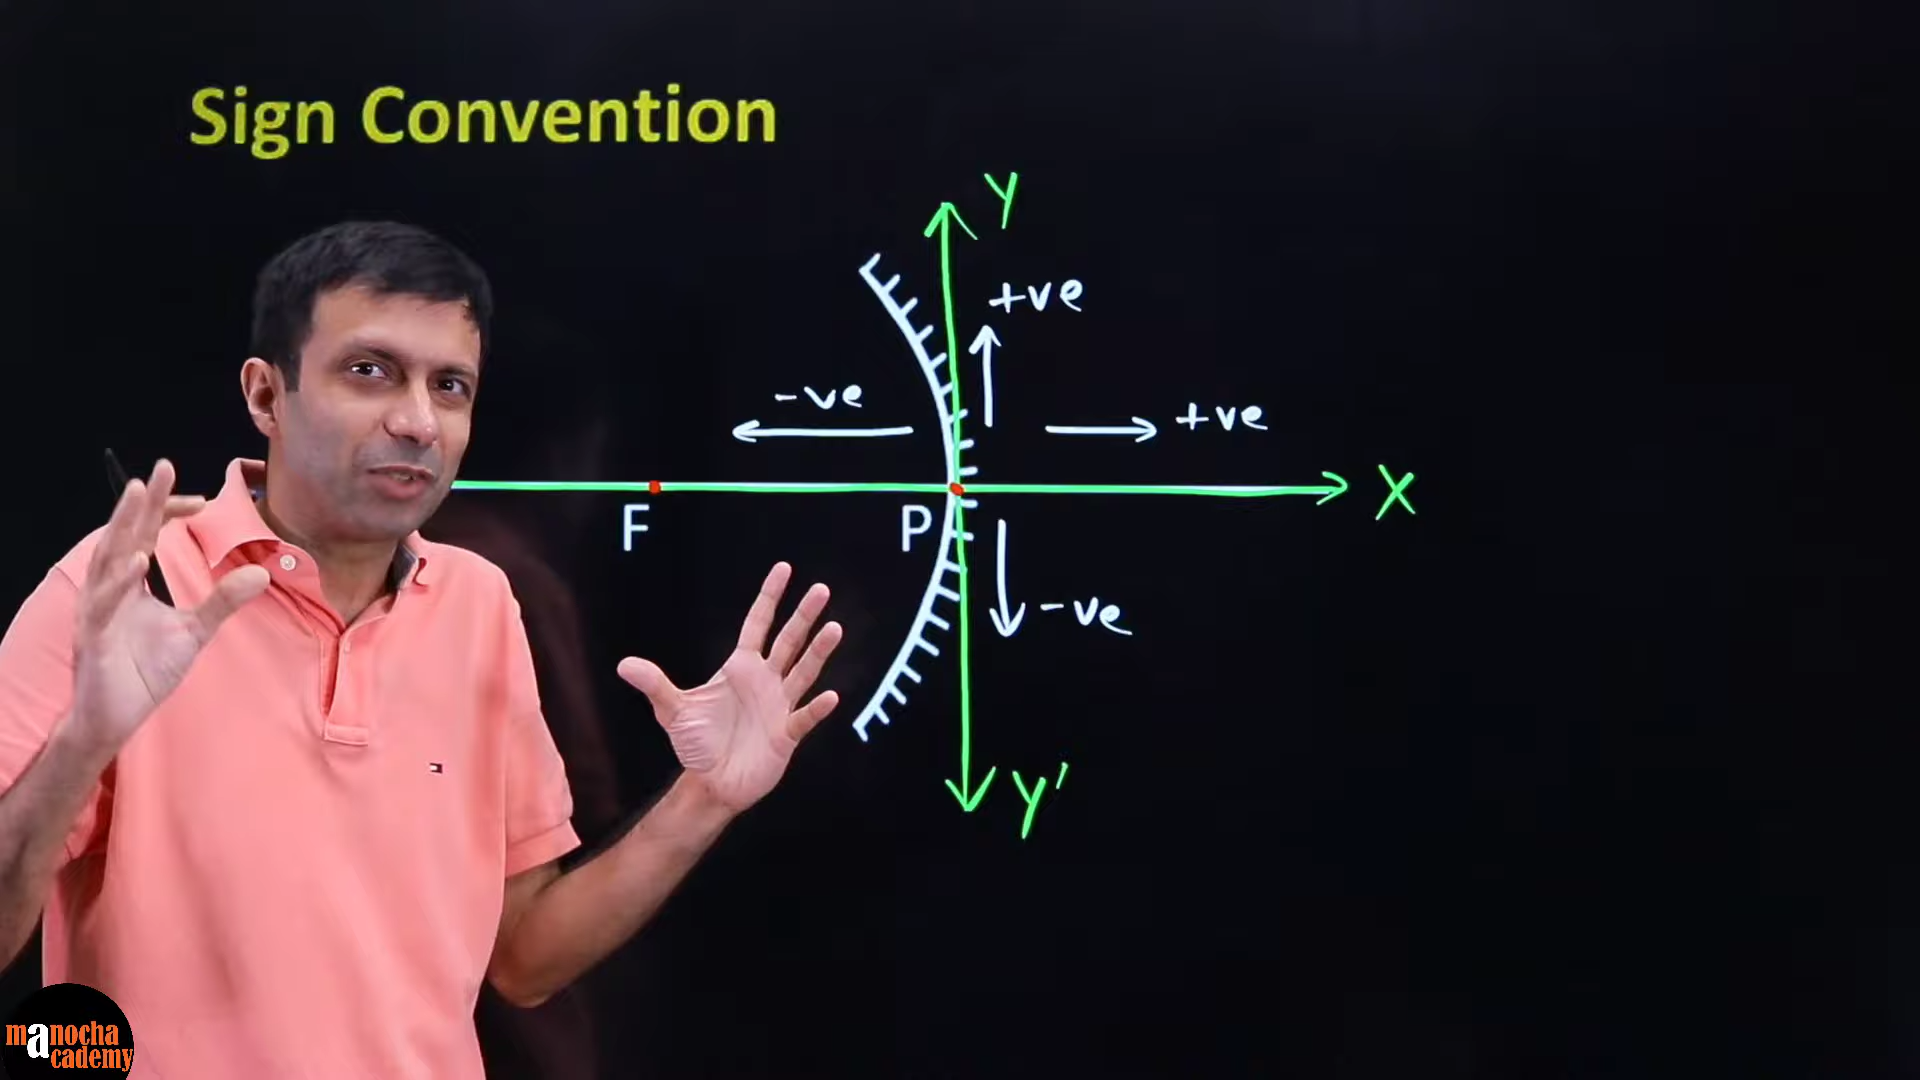 Sign Convention
Y
+ve
-ve
+ve
X
F
P
-ve
Y'
manocha
academy